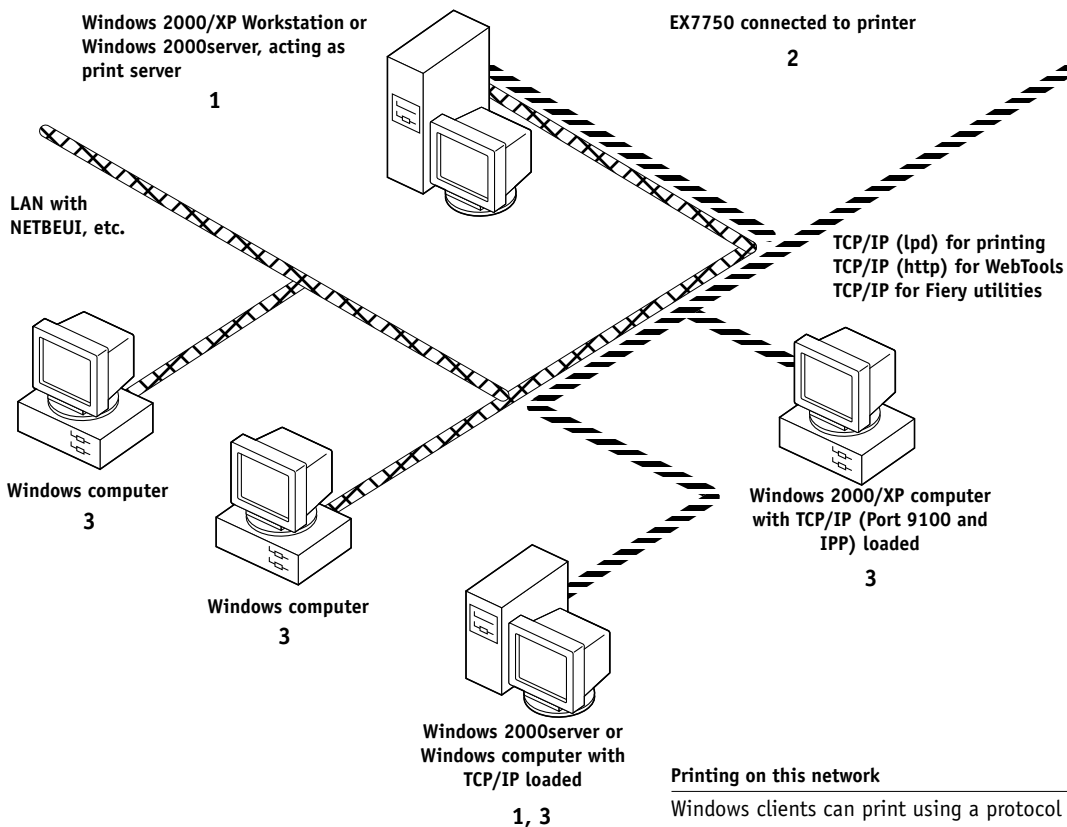 Windows 2000/XP Workstation or
Windows 2000server, acting as
print server
1
EX7750 connected to printer
2
LAN with
NETBEUI, etc.
TCP/IP (lpd) for printing
TCP/IP (http) for WebTools
TCP/IP for Fiery utilities
Windows computer
3
Windows computer
3
Windows 2000/XP computer
with TCP/IP (Port 9100 and
IPP) loaded
3
Windows 2000server or
Windows computer with
TCP/IP loaded
1, 3
Printing on this network
Windows clients can print using a protocol